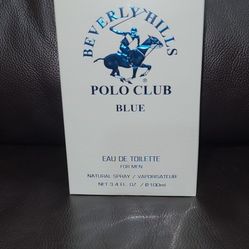 BEVERLY HILLS
POLO CLUB
BLUE
EAU DE TOILETTE
FOR MEN
NATURAL SPRAY / VAPORISATEUR
NET 3.4 FL. OZ. / ℮100ml